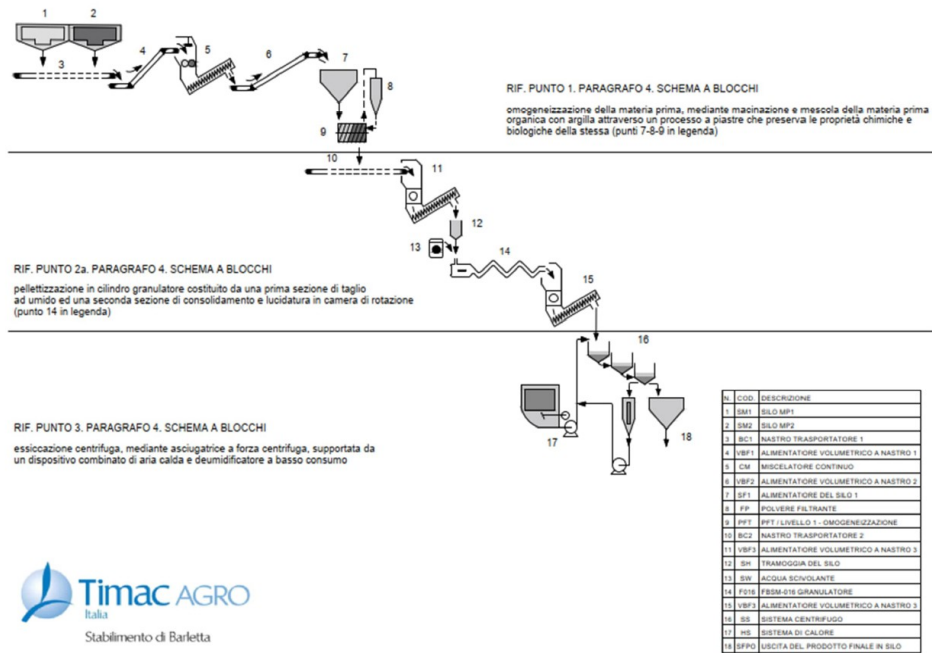 1 2
3 4 5 6 7 8
9
RIF. PUNTO 1. PARAGRAFO 4. SCHEMA A BLOCCHI
omogeneizzazione della materia prima, mediante macinazione e mescola della materia prima
organica con argilla attraverso un processo a piastre che preserva le proprietà chimiche e
biologiche della stessa (punti 7-8-9 in legenda)
10 11
12
13 14
15
RIF. PUNTO 2a. PARAGRAFO 4. SCHEMA A BLOCCHI
pellettizzazione in cilindro granulatore costituito da una prima sezione di taglio
ad umido ed una seconda sezione di consolidamento e lucidatura in camera di rotazione
(punto 14 in legenda)
16
17 18
RIF. PUNTO 3. PARAGRAFO 4. SCHEMA A BLOCCHI
essiccazione centrifuga, mediante asciugatrice a forza centrifuga, supportata da
un dispositivo combinato di aria calda e deumidificatore a basso consumo
N. COD. DESCRIZIONE
1 SM1 SILO MP1
2 SM2 SILO MP2
3 BC1 NASTRO TRASPORTATORE 1
4 VBF1 ALIMENTATORE VOLUMETRICO A NASTRO 1
5 CM MISCELATORE CONTINUO
6 VBF2 ALIMENTATORE VOLUMETRICO A NASTRO 2
7 SF1 ALIMENTATORE DEL SILO 1
8 FP POLVERE FILTRANTE
9 PFT PFT / LIVELLO 1 - OMOGENEIZZAZIONE
10 BC2 NASTRO TRASPORTATORE 2
11 VBF3 ALIMENTATORE VOLUMETRICO A NASTRO 3
12 SH TRAMOGGIA DEL SILO
13 SW ACQUA SCIVOLANTE
14 F016 FBSM-016 GRANULATORE
15 VBF3 ALIMENTATORE VOLUMETRICO A NASTRO 3
16 SS SISTEMA CENTRIFUGO
17 HS SISTEMA DI CALORE
18 SFPO USCITA DEL PRODOTTO FINALE IN SILO
Timac AGRO
Italia
Stabilimento di Barletta